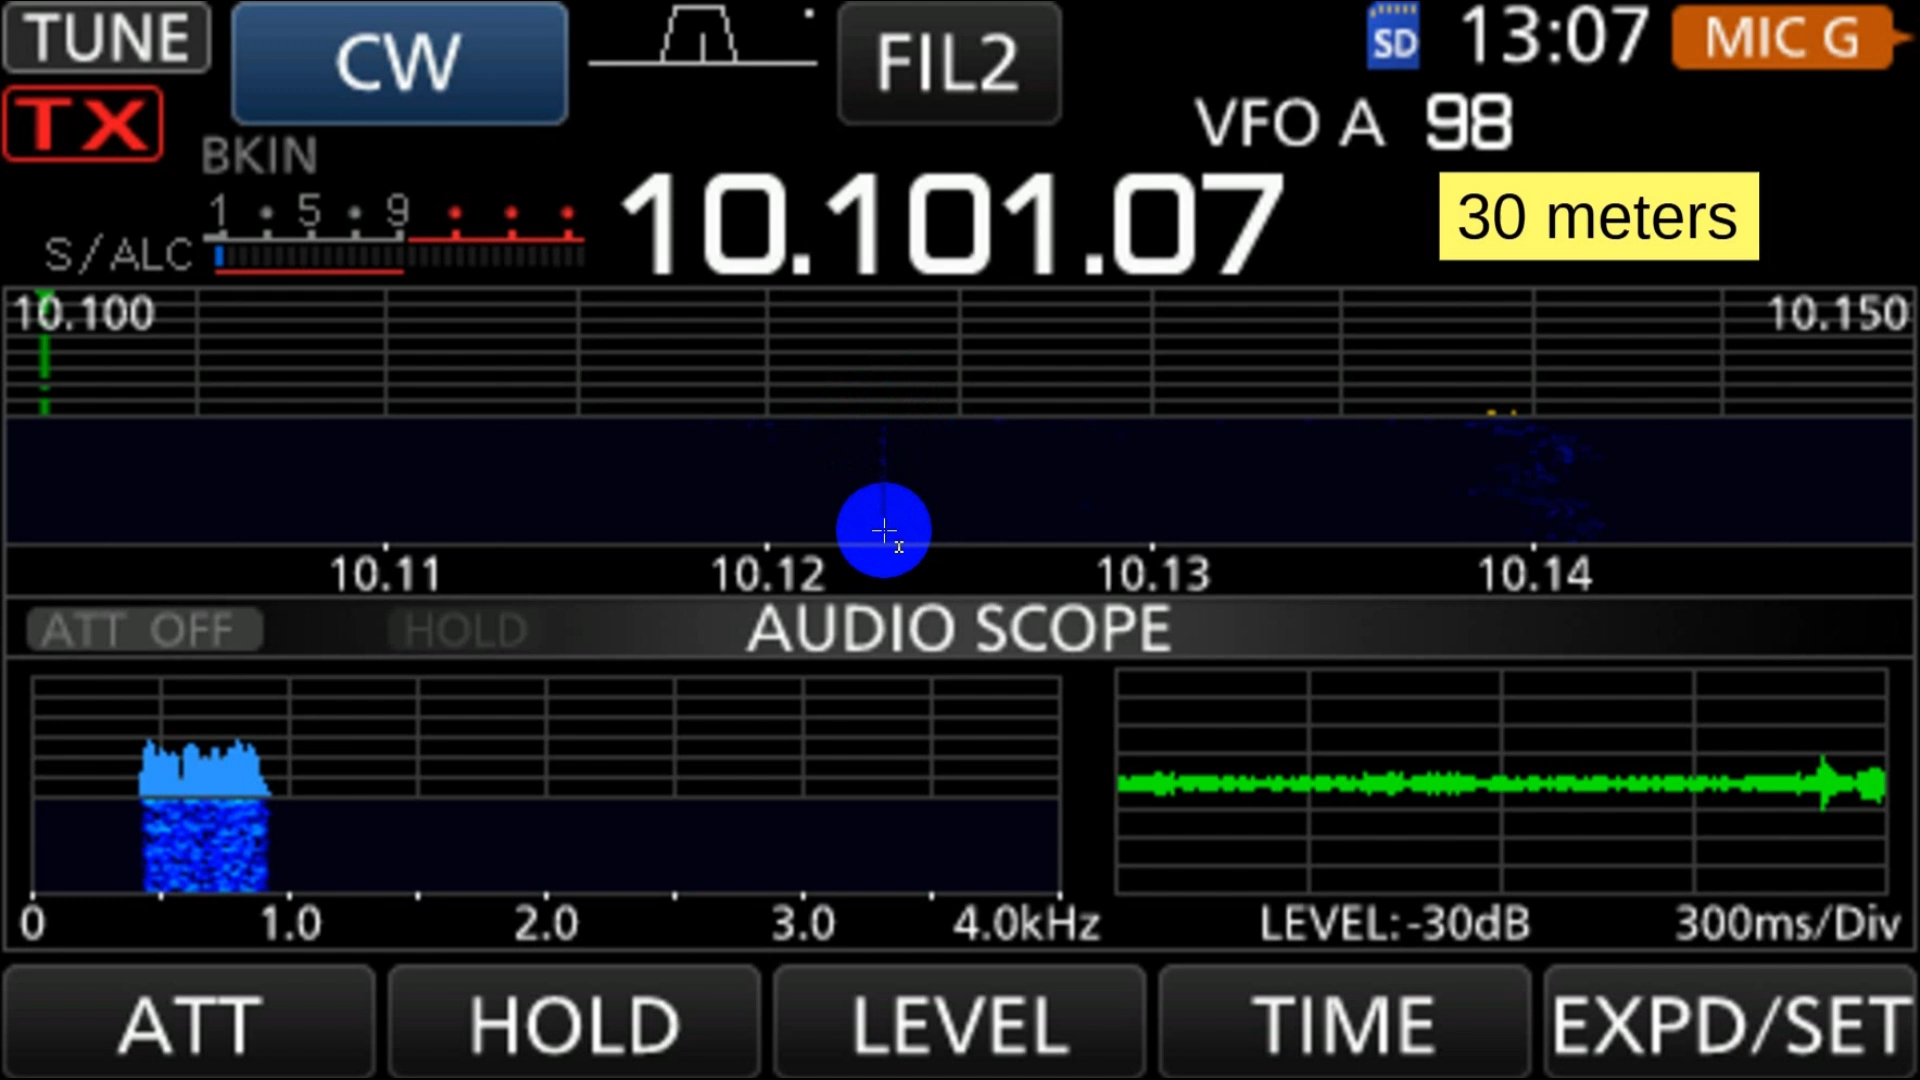 TUNE CW FIL2 SD 13:07 MIC G
TX BKIN VFO A 98
1 5 9
S/ALC 10.101.07 30 meters
10.100 10.150
10.11 10.12 10.13 10.14
ATT OFF HOLD AUDIO SCOPE
0 1.0 2.0 3.0 4.0kHz LEVEL:-30dB 300ms/Div
ATT HOLD LEVEL TIME EXPD/SET